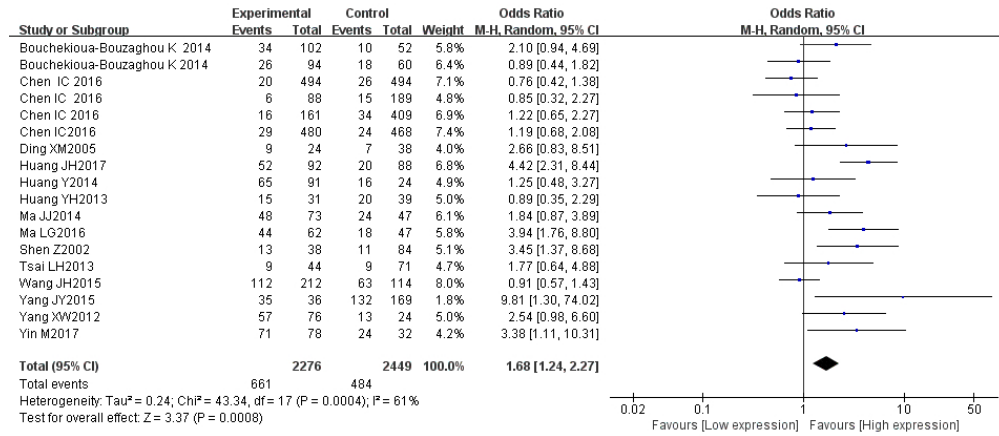 Experimental Control Odds Ratio Odds Ratio
Study or Subgroup Events Total Events Total Weight M-H, Random, 95% CI M-H, Random, 95% CI
Bouchekioua-Bouzaghou K 2014 34 102 10 52 5.8% 2.10 [0.94, 4.69]
Bouchekioua-Bouzaghou K 2014 26 94 18 60 6.4% 0.89 [0.44, 1.82]
Chen IC 2016 20 494 26 494 7.1% 0.76 [0.42, 1.38]
Chen IC 2016 6 88 15 189 4.8% 0.85 [0.32, 2.27]
Chen IC 2016 16 161 34 409 6.9% 1.22 [0.65, 2.27]
Chen IC2016 29 480 24 468 7.4% 1.19 [0.68, 2.08]
Ding XM2005 9 24 7 38 4.1% 2.66 [0.83, 8.51]
Huang JH2017 52 92 20 88 6.8% 4.42 [2.31, 8.44]
Huang Y2014 65 91 16 24 4.9% 1.25 [0.48, 3.27]
Huang YH2013 15 31 20 39 5.0% 0.89 [0.35, 2.29]
Ma JJ2014 48 73 24 47 6.1% 1.84 [0.87, 3.89]
Ma LG2016 44 62 18 47 5.8% 3.94 [1.76, 8.80]
Shen Z2002 13 38 11 84 5.1% 3.45 [1.37, 8.68]
Tsai LH2013 9 44 9 71 4.6% 1.77 [0.64, 4.88]
Wang JH2015 112 212 63 114 8.0% 0.91 [0.57, 1.43]
Yang JY2015 35 36 132 169 1.8% 9.81 [1.30, 74.02]
Yang XW2012 57 76 13 24 5.0% 2.54 [0.98, 6.60]
Yin M2017 71 78 24 32 4.2% 3.38 [1.11, 10.31]
Total (95% CI) 2276 2449 100.0% 1.68 [1.24, 2.27]
Total events 661 484
Heterogeneity: Tau² = 0.24; Chi² = 43.34, df = 17 (P = 0.0004); I² = 61%
Test for overall effect: Z = 3.37 (P = 0.0008)
0.02 0.1 1 10 50
Favours [Low expression] Favours [High expression]